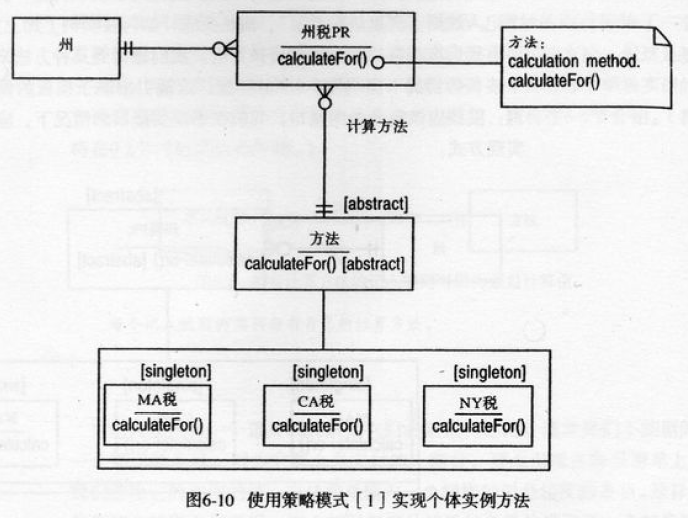 州
州税PR
calculateFor()
方法:
calculation method.
calculateFor()
计算方法
[abstract]
方法
calculateFor() [abstract]
[singleton]
MA税
calculateFor()
[singleton]
CA税
calculateFor()
[singleton]
NY税
calculateFor()
图6-10 使用策略模式［1］实现个体实例方法